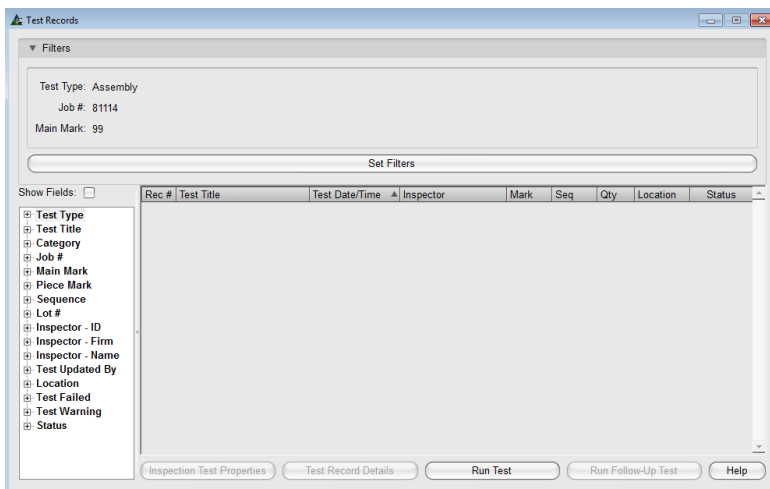 Test Records
Filters
Test Type: Assembly
Job #: 81114
Main Mark: 99
Set Filters
Show Fields:
Rec # Test Title Test Date/Time Inspector Mark Seq Qty Location Status
Test Type
Test Title
Category
Job #
Main Mark
Piece Mark
Sequence
Lot #
Inspector - ID
Inspector - Firm
Inspector - Name
Test Updated By
Location
Test Failed
Test Warning
Status
Inspection Test Properties Test Record Details Run Test Run Follow-Up Test Help